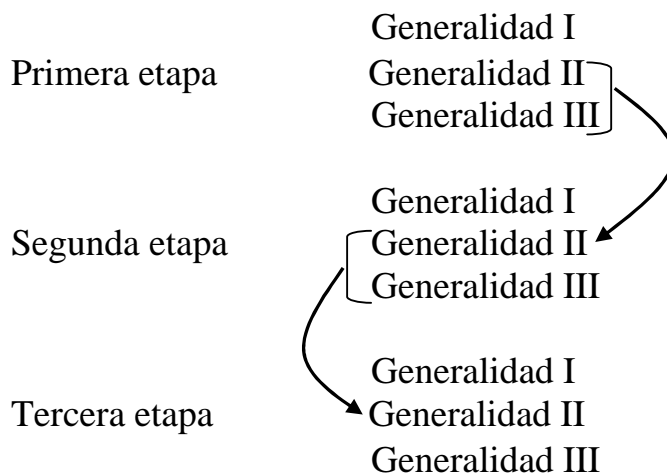 Generalidad I
Primera etapa Generalidad II
Generalidad III
Generalidad I
Segunda etapa Generalidad II
Generalidad III
Generalidad I
Tercera etapa Generalidad II
Generalidad III